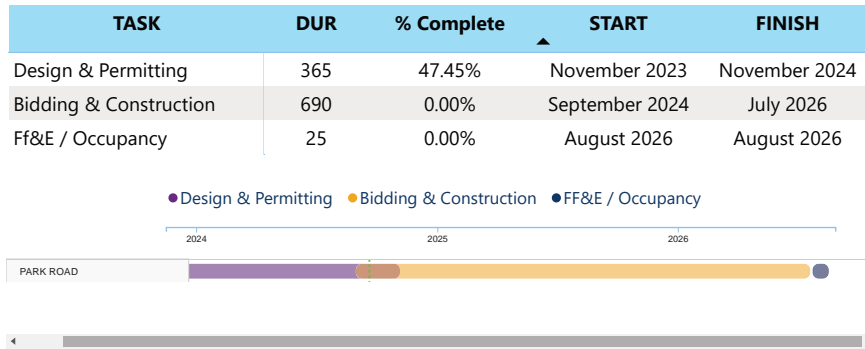 TASK DUR % Complete START FINISH
Design & Permitting 365 47.45% November 2023 November 2024
Bidding & Construction 690 0.00% September 2024 July 2026
Ff&E / Occupancy 25 0.00% August 2026 August 2026
Design & Permitting Bidding & Construction FF&E / Occupancy
2024 2025 2026
PARK ROAD